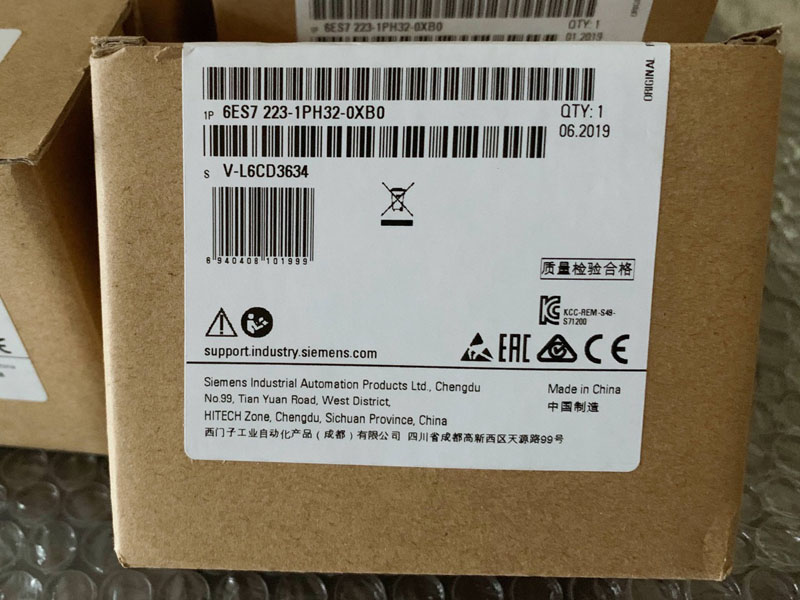 6ES7 223-1PH32-0XB0
QTY: 1
01.2019
ORIGINAL
1P 6ES7 223-1PH32-0XB0
QTY: 1
06.2019
S V-L6CD3634
6940408101999
质量检验合格
KCC-REM-S49-
S71200
support.industry.siemens.com
EAC
CE
Siemens Industrial Automation Products Ltd., Chengdu
No.99, Tian Yuan Road, West District,
HITECH Zone, Chengdu, Sichuan Province, China
西门子工业自动化产品（成都）有限公司 四川省成都高新西区天源路99号
Made in China
中国制造